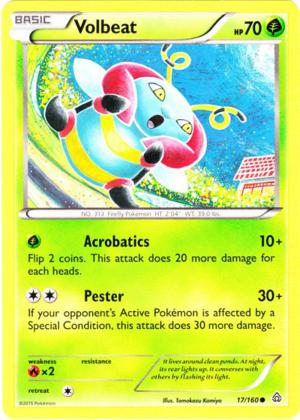 BASIC
Volbeat HP 70
NO. 313 Firefly Pokémon HT: 2'04" WT: 39.0 lbs.
Acrobatics 10+
Flip 2 coins. This attack does 20 more damage for
each heads.
Pester 30+
If your opponent's Active Pokémon is affected by a
Special Condition, this attack does 30 more damage.
weakness resistance
×2
retreat
It lives around clean ponds. At
night, its rear lights up. It converses with
others by flashing its light.
Illus. Tomokazu Komiya
17/160
©2015 Pokémon